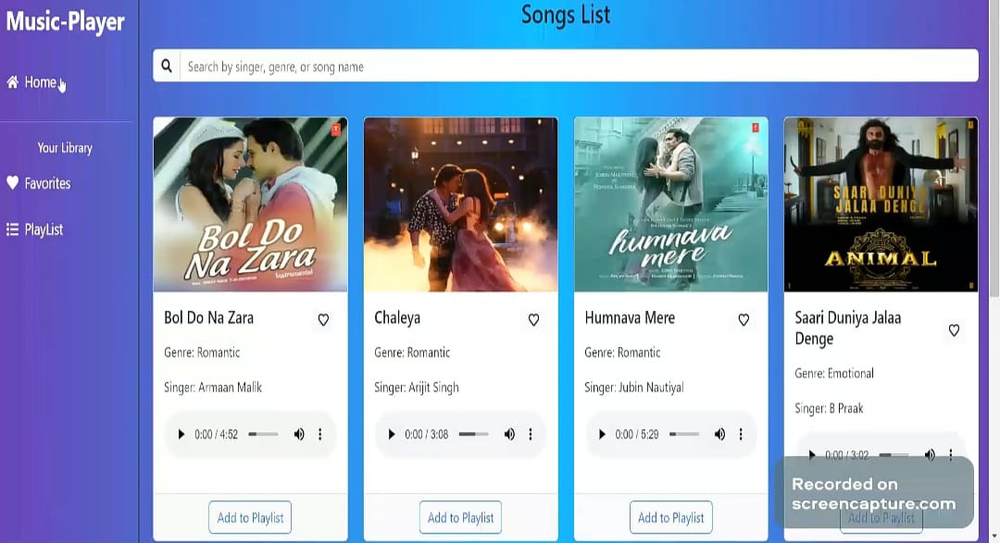 Music-Player
Home
Your Library
Favorites
PlayList
Songs List
Search by singer, genre, or song name
Bol Do
Na Zara
Instrumental
Bol Do Na Zara
Genre: Romantic
Singer: Armaan Malik
0:00 / 4:52
Add to Playlist
Chaleya
Genre: Romantic
Singer: Arijit Singh
0:00 / 3:08
Add to Playlist
humnava
mere
Humnava Mere
Genre: Romantic
Singer: Jubin Nautiyal
0:00 / 5:29
Add to Playlist
SAARI DUNIYA
JALAA DENGE
ANIMAL
Saari Duniya Jalaa
Denge
Genre: Emotional
Singer: B Praak
0:00 / 3:02
Add to Playlist
Recorded on
screencapture.com